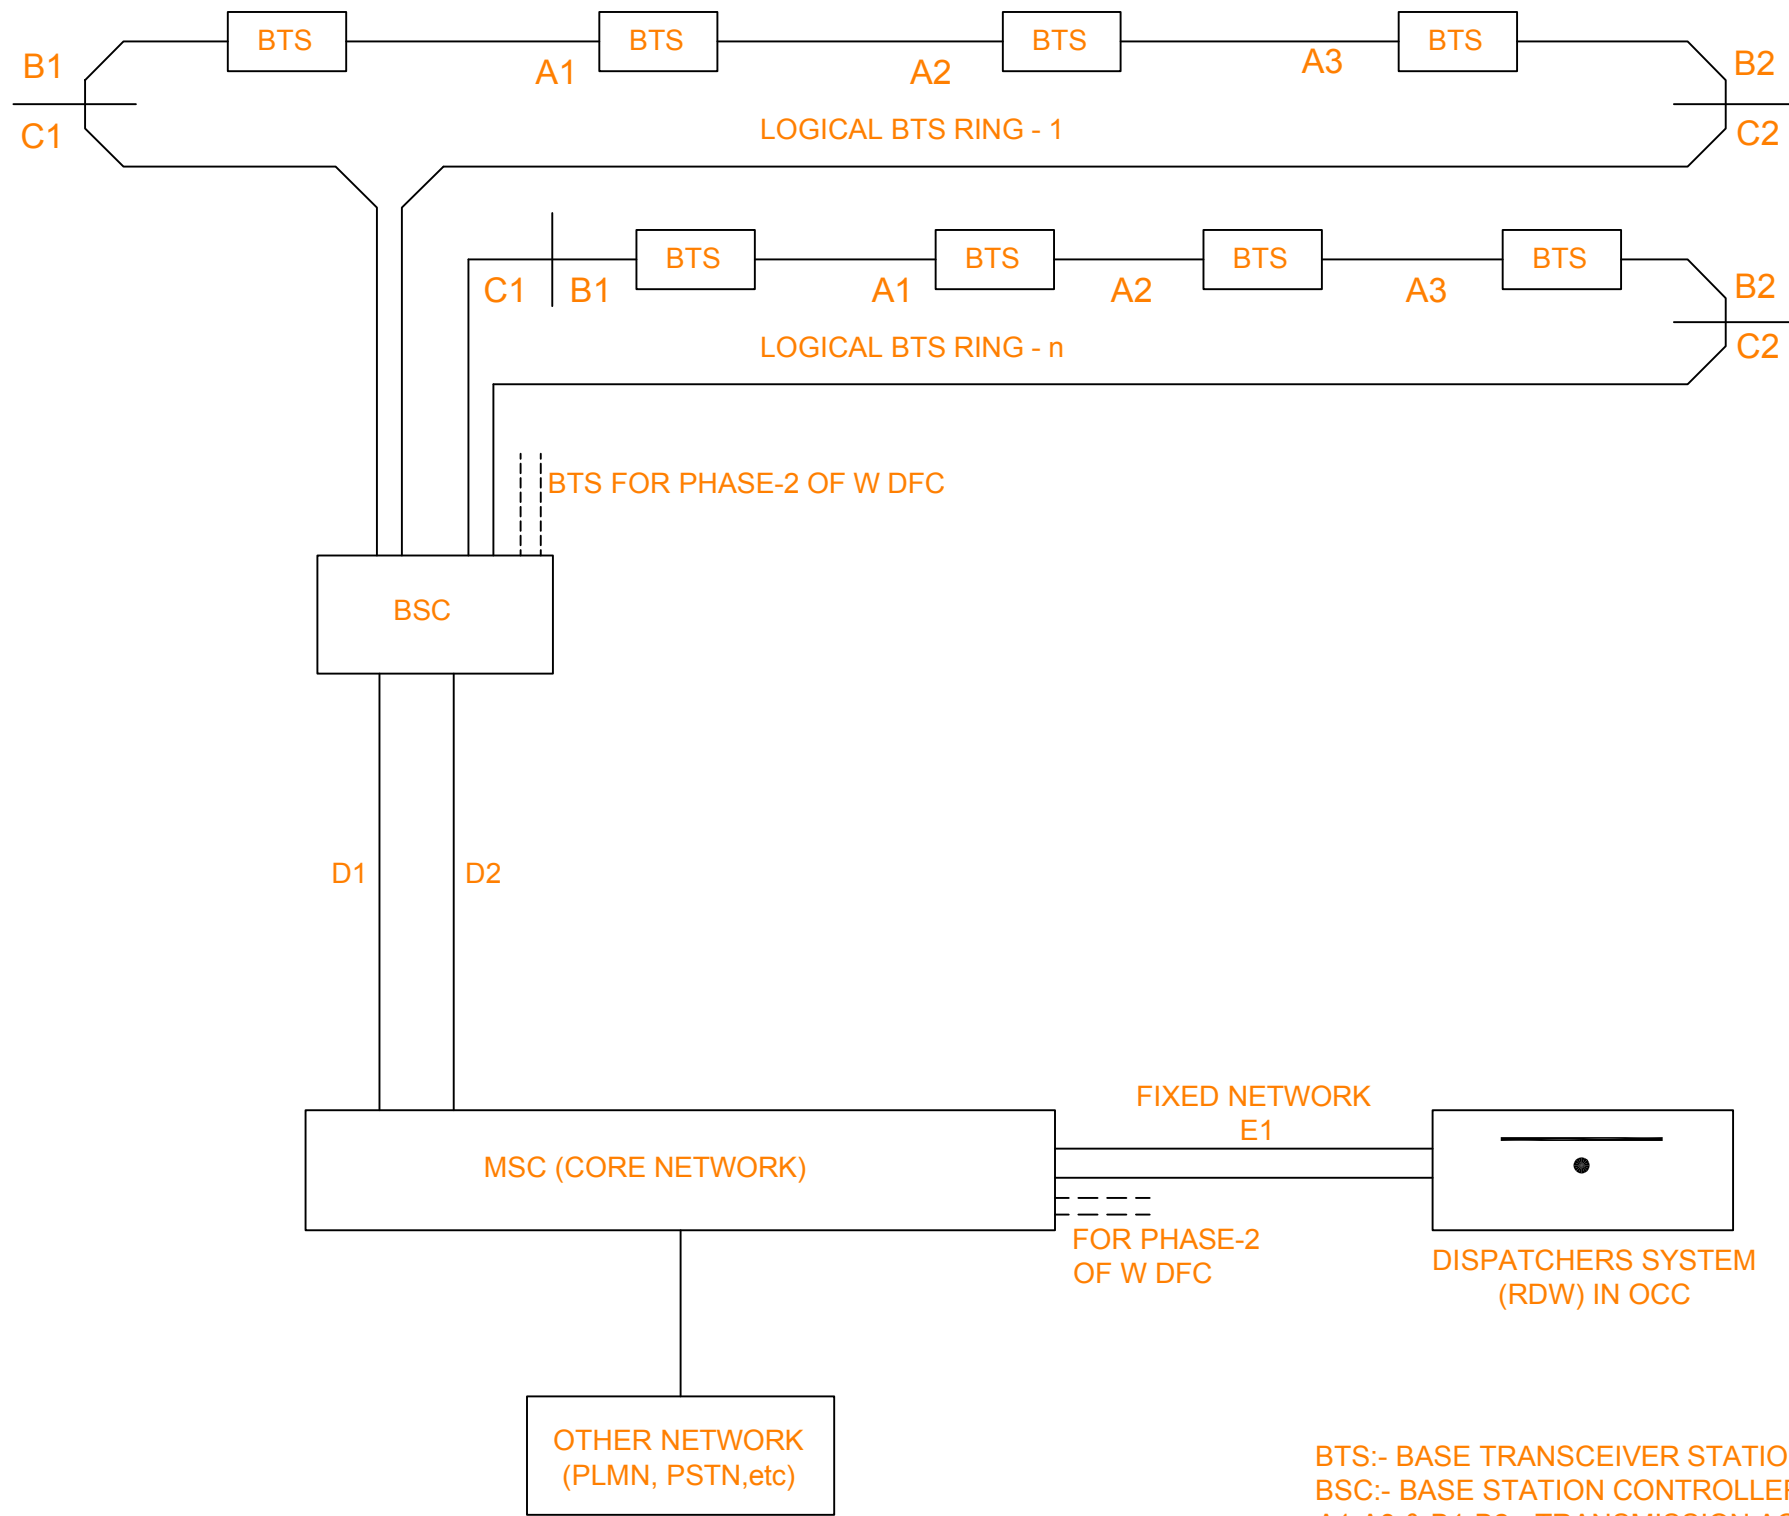 BTS BTS BTS BTS
B1 A1 A2 A3 B2
C1 LOGICAL BTS RING - 1 C2
BTS BTS BTS BTS
C1 B1 A1 A2 A3 B2
LOGICAL BTS RING - n C2
BTS FOR PHASE-2 OF W DFC
BSC
D1 D2
FIXED NETWORK
E1
MSC (CORE NETWORK)
FOR PHASE-2
OF W DFC
DISPATCHERS SYSTEM
(RDW) IN OCC
OTHER NETWORK
(PLMN, PSTN,etc)
BTS:- BASE TRANSCEIVER STATIO
BSC:- BASE STATION CONTROLLER